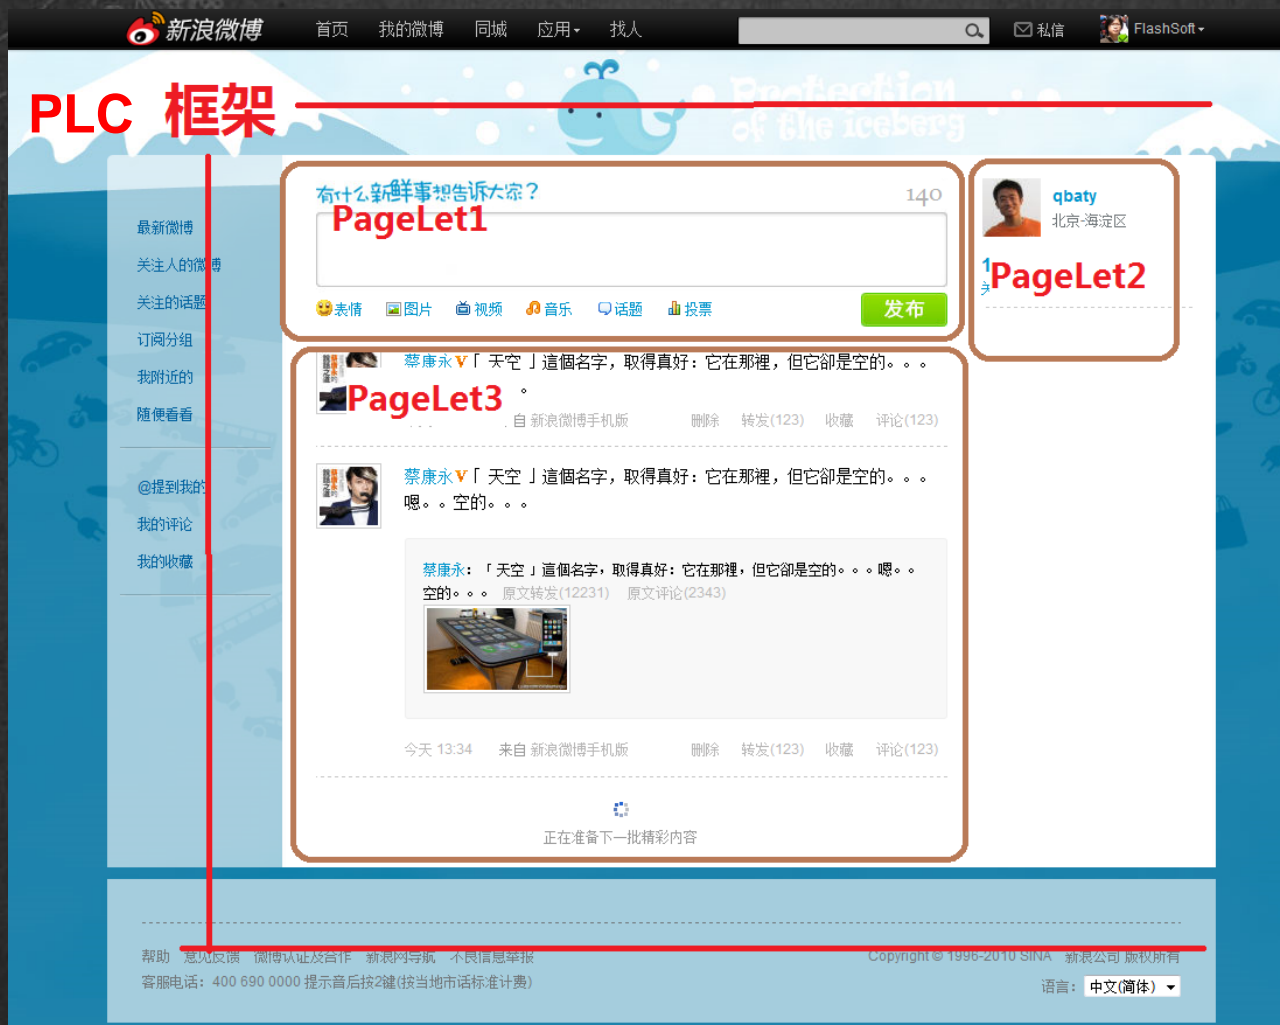 新浪微博 首页 我的微博 同城 应用 找人 私信 FlashSoft
Protection
of the iceberg
PLC 框架
有什么新鲜事想告诉大家？ 140
PageLet1
表情 图片 视频 音乐 话题 投票 发布
qbaty
北京-海淀区
1
PageLet2
最新微博
关注人的微博
关注的话题
订阅分组
我附近的
随便看看
@提到我的
我的评论
我的收藏
蔡康永V「 天空 」這個名字，取得真好：它在那裡，但它卻是空的。。。
。
PageLet3
自 新浪微博手机版 删除 转发(123) 收藏 评论(123)
蔡康永V「 天空 」這個名字，取得真好：它在那裡，但它卻是空的。。。
嗯。。空的。。。
蔡康永：「 天空 」這個名字，取得真好：它在那裡，但它卻是空的。。。嗯。。
空的。。。 原文转发(12231) 原文评论(2343)
今天 13:34 来自 新浪微博手机版 删除 转发(123) 收藏 评论(123)
正在准备下一批精彩内容
帮助 意见反馈 微博认证及合作 新浪网导航 不良信息举报 Copyright © 1996-2010 SINA 新浪公司 版权所有
客服电话：400 690 0000 提示音后按2键(按当地市话标准计费) 语言： 中文(简体)